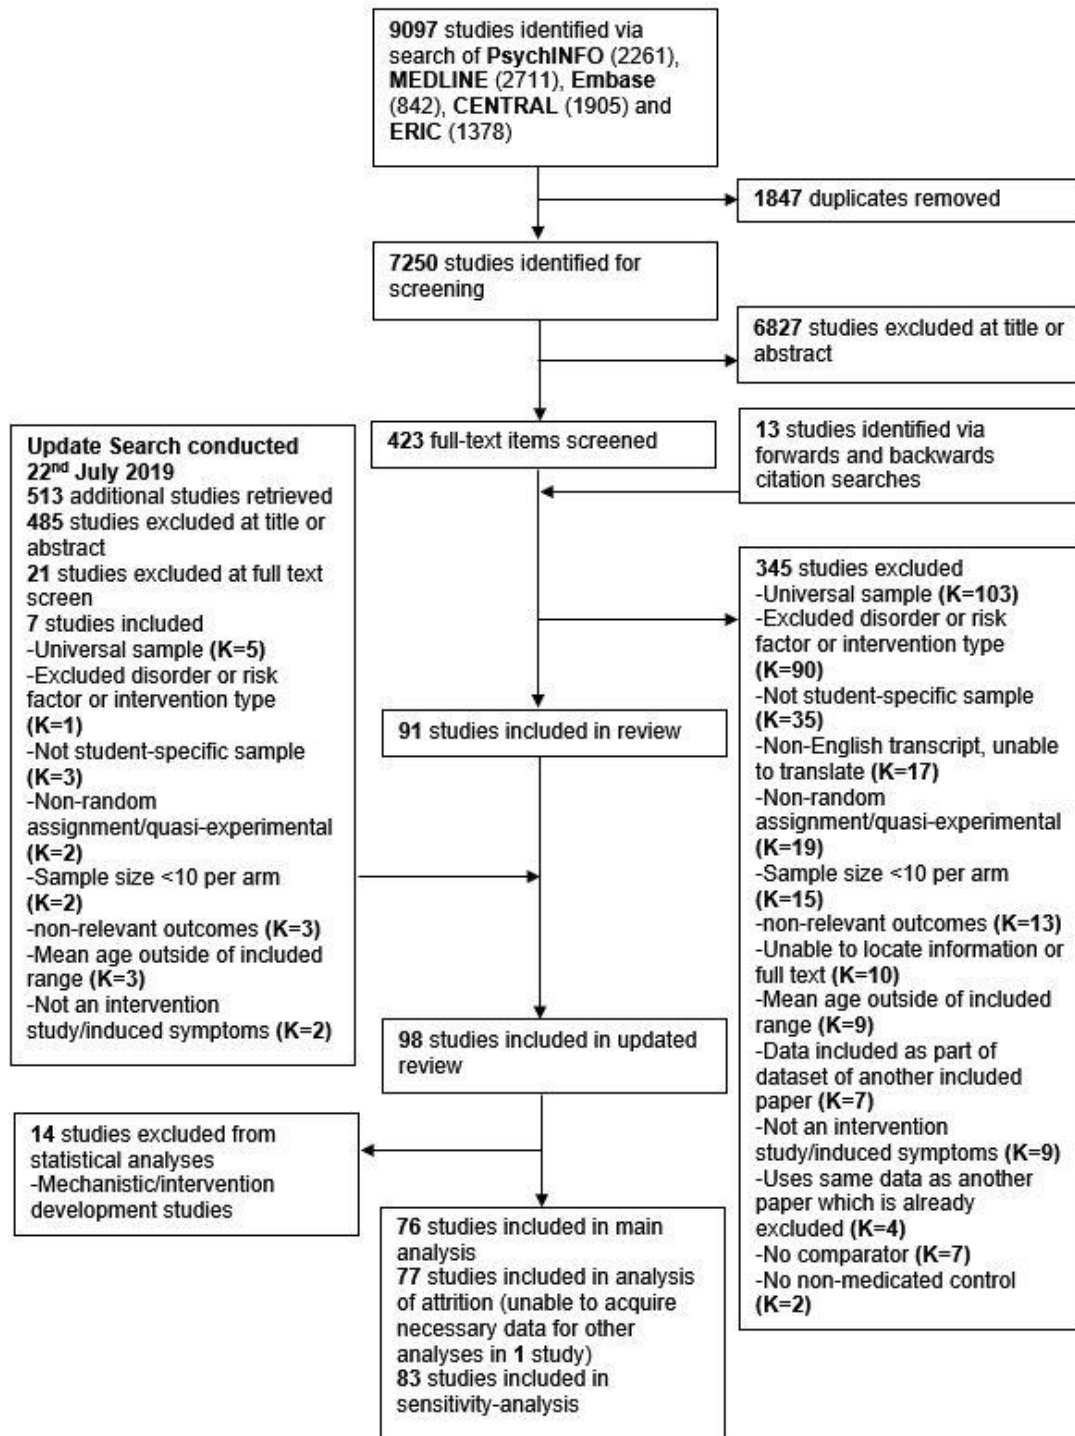 9097 studies identified via
search of PsychINFO (2261),
MEDLINE (2711), Embase
(842), CENTRAL (1905) and
ERIC (1378)
1847 duplicates removed
7250 studies identified for
screening
6827 studies excluded at title or
abstract
423 full-text items screened
13 studies identified via
forwards and backwards
citation searches
Update Search conducted
22nd July 2019
513 additional studies retrieved
485 studies excluded at title or
abstract
21 studies excluded at full text
screen
7 studies included
-Universal sample (K=5)
-Excluded disorder or risk
factor or intervention type
(K=1)
-Not student-specific sample
(K=3)
-Non-random
assignment/quasi-experimental
(K=2)
-Sample size <10 per arm
(K=2)
-non-relevant outcomes (K=3)
-Mean age outside of included
range (K=3)
-Not an intervention
study/induced symptoms (K=2)
345 studies excluded
-Universal sample (K=103)
-Excluded disorder or risk
factor or intervention type
(K=90)
-Not student-specific sample
(K=35)
-Non-English transcript, unable
to translate (K=17)
-Non-random
assignment/quasi-experimental
(K=19)
-Sample size <10 per arm
(K=15)
-non-relevant outcomes (K=13)
-Unable to locate information or
full text (K=10)
-Mean age outside of included
range (K=9)
-Data included as part of
dataset of another included
paper (K=7)
-Not an intervention
study/induced symptoms (K=9)
-Uses same data as another
paper which is already
excluded (K=4)
-No comparator (K=7)
-No non-medicated control
(K=2)
91 studies included in review
98 studies included in updated
review
14 studies excluded from
statistical analyses
-Mechanistic/intervention
development studies
76 studies included in main
analysis
77 studies included in analysis
of attrition (unable to acquire
necessary data for other
analyses in 1 study)
83 studies included in
sensitivity-analysis